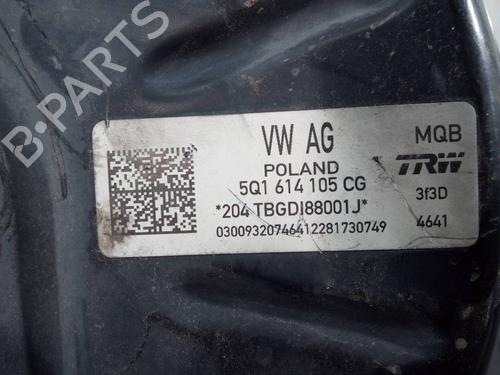 B-PARTS
VW AG
MQB
POLAND
TRW
5Q1 614 105 CG
3f3D
*204 TBGDI88001J*
03009320746412281730749
4641